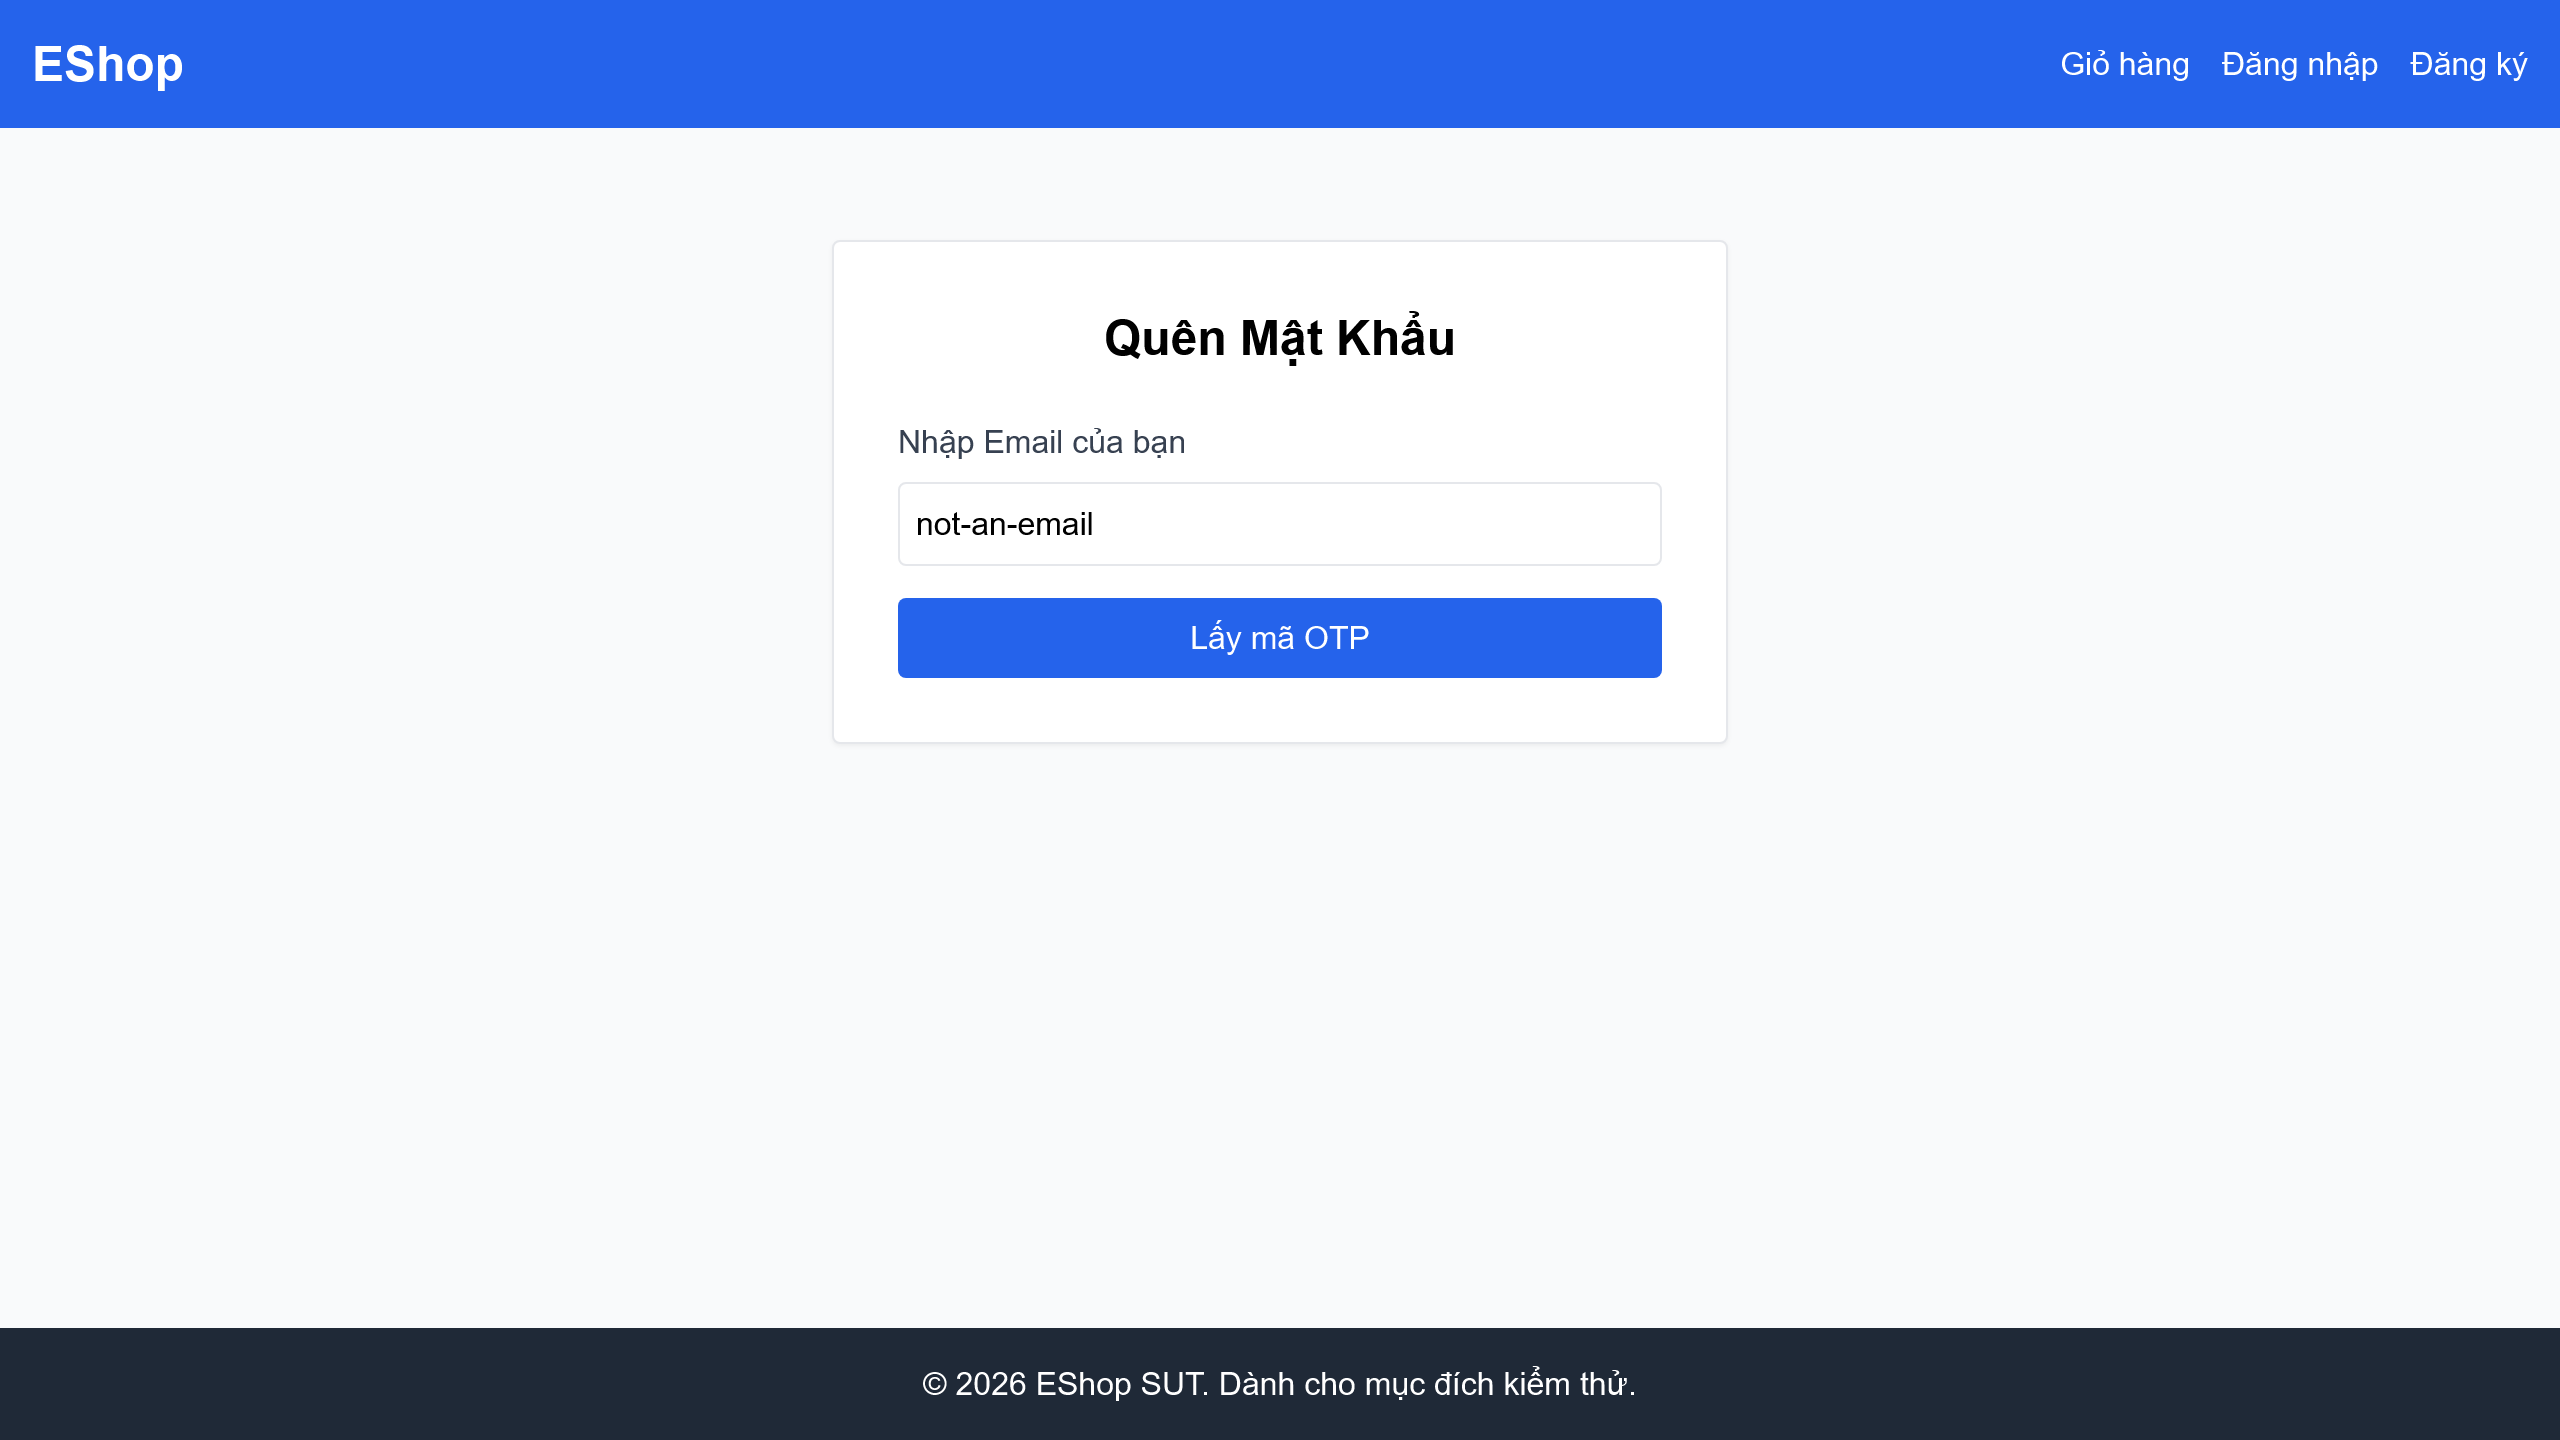 EShop
Giỏ hàng Đăng nhập Đăng ký
Quên Mật Khẩu
Nhập Email của bạn
not-an-email
Lấy mã OTP
© 2026 EShop SUT. Dành cho mục đích kiểm thử.